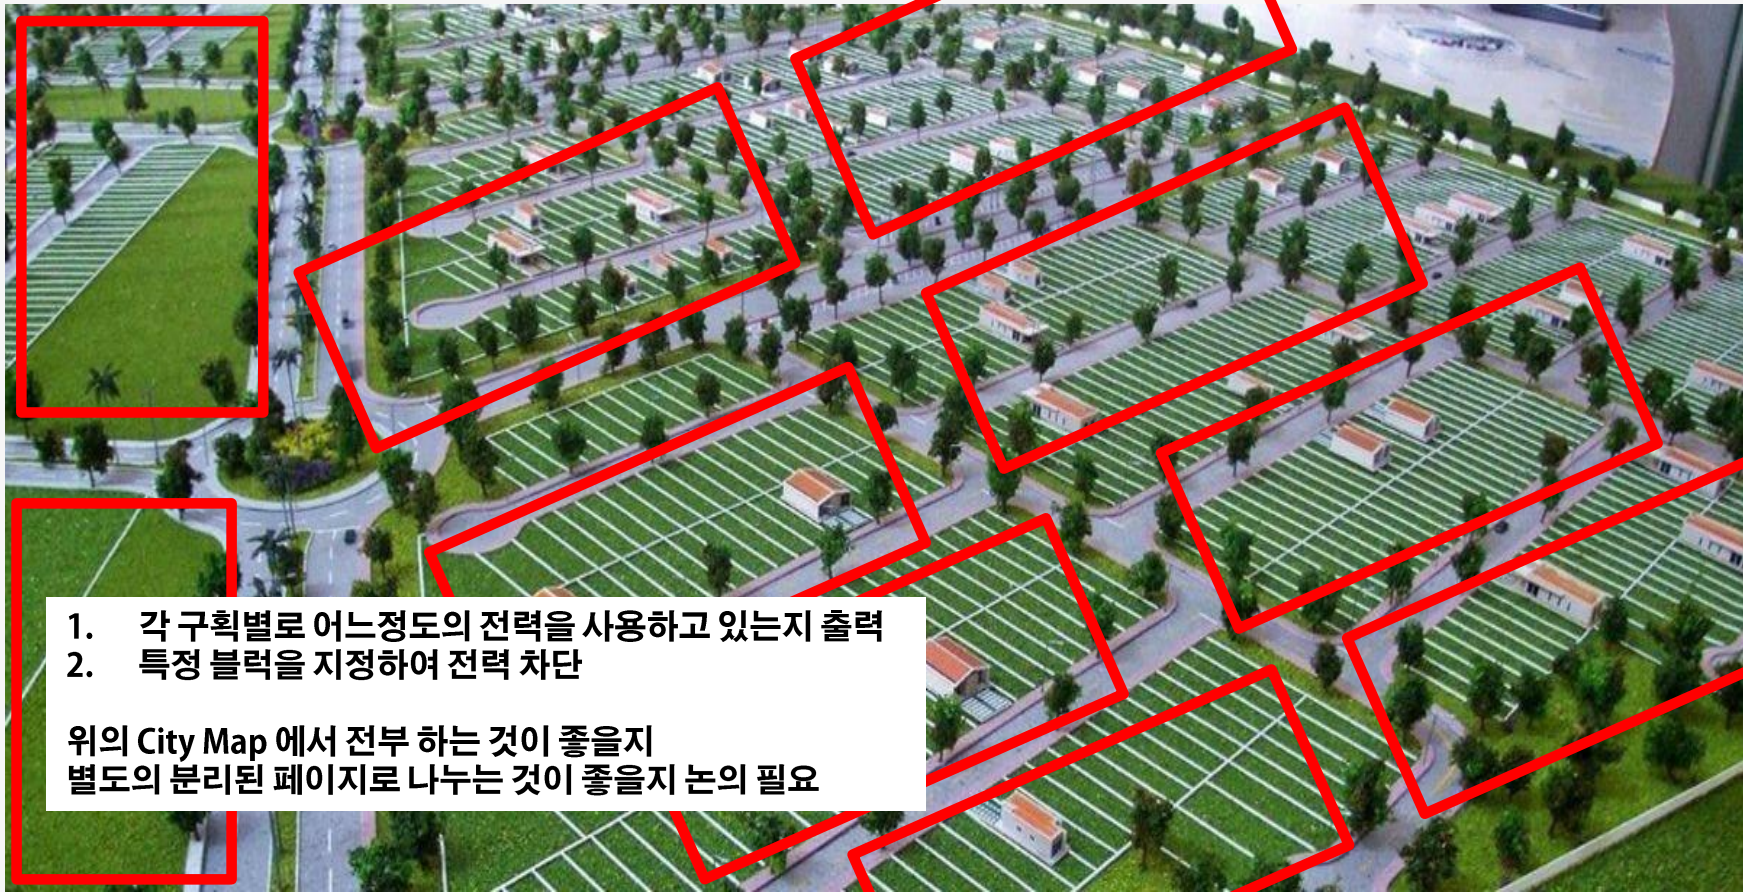 1. 각 구획별로 어느정도의 전력을 사용하고 있는지 출력
2. 특정 블럭을 지정하여 전력 차단
위의 City Map 에서 전부 하는 것이 좋을지
별도의 분리된 페이지로 나누는 것이 좋을지 논의 필요